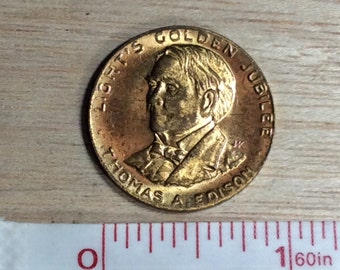 LIGHT'S GOLDEN JUBILEE
THOMAS A. EDISON
0 1 60in